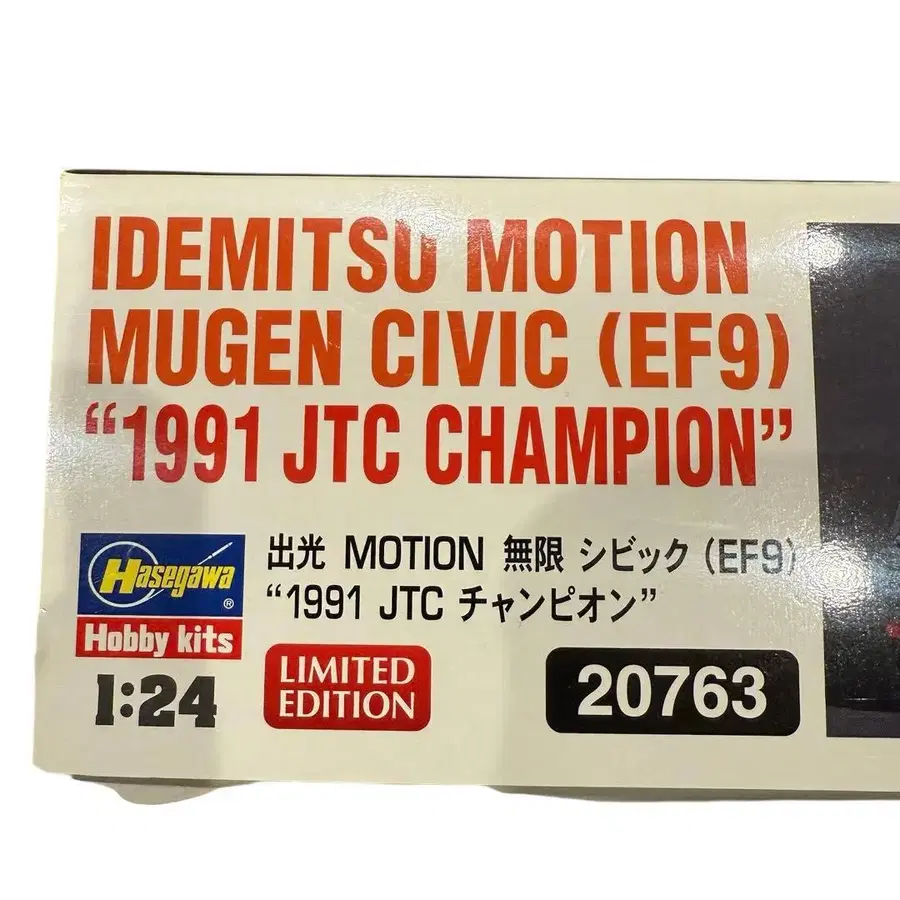 IDEMITSU MOTION
MUGEN CIVIC (EF9)
“1991 JTC CHAMPION”
Hasegawa®
Hobby kits
1:24
出光 MOTION 無限 シビック (EF9)
“1991 JTC チャンピオン”
LIMITED
EDITION
20763